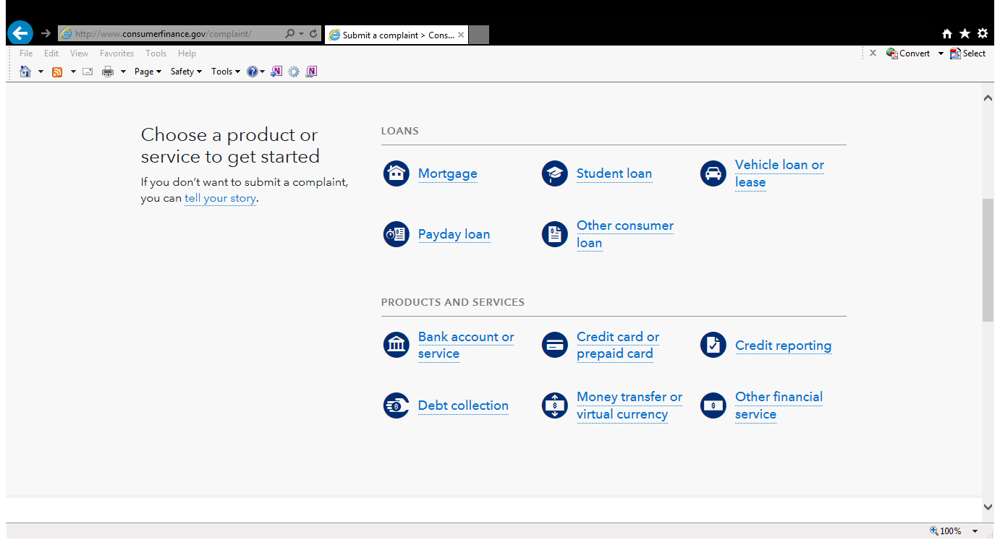 http://www.consumerfinance.gov/complaint/
Submit a complaint > Cons...
File Edit View Favorites Tools Help
X Convert Select
Page Safety Tools
Choose a product or
service to get started
If you don't want to submit a complaint,
you can tell your story.
LOANS
Mortgage
Student loan
Vehicle loan or
lease
Payday loan
Other consumer
loan
PRODUCTS AND SERVICES
Bank account or
service
Credit card or
prepaid card
Credit reporting
Debt collection
Money transfer or
virtual currency
Other financial
service
100%